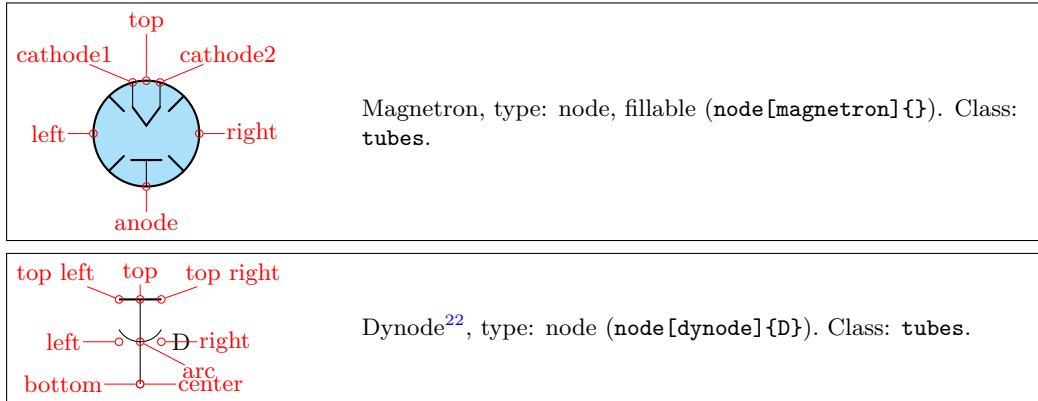 top
cathode1 cathode2
left right
anode
Magnetron, type: node, fillable (node[magnetron]{}). Class:
tubes.
top left top top right
left D right
arc
bottom center
Dynode22, type: node (node[dynode]{D}). Class: tubes.